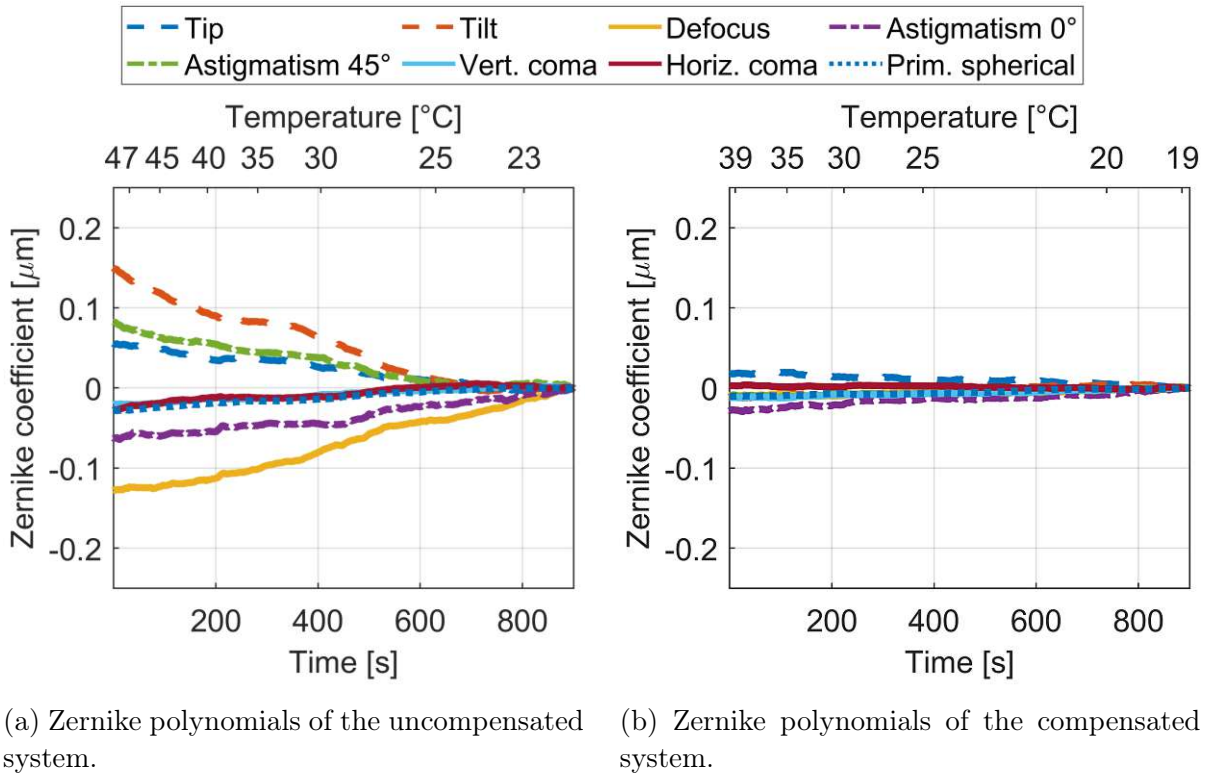 Tip Tilt Defocus Astigmatism 0°
Astigmatism 45° Vert. coma Horiz. coma Prim. spherical
Temperature [°C]
47 45 40 35 30 25 23
0.2
0.1
0
-0.1
-0.2
Zernike coefficient [μm]
200 400 600 800
Time [s]
(a) Zernike polynomials of the uncompensated
system.
Temperature [°C]
39 35 30 25 20 19
0.2
0.1
0
-0.1
-0.2
Zernike coefficient [μm]
200 400 600 800
Time [s]
(b) Zernike polynomials of the compensated
system.